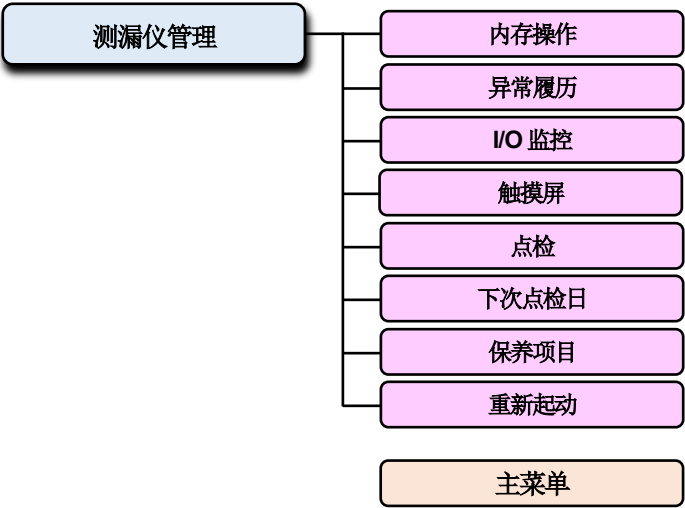 测漏仪管理
内存操作
异常履历
I/O 监控
触摸屏
点检
下次点检日
保养项目
重新起动
主菜单